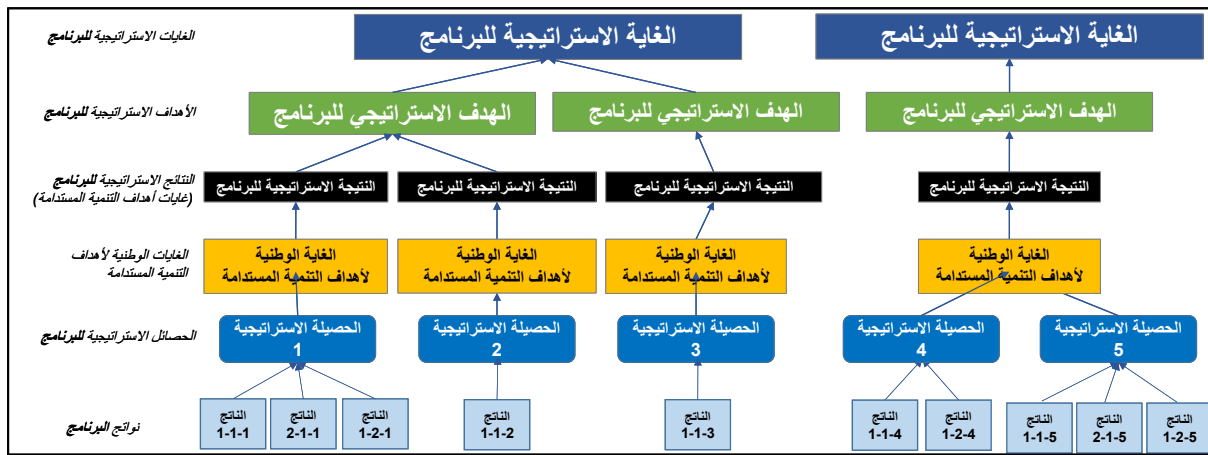 الغايات الاستراتيجية للبرنامج
الغاية الاستراتيجية للبرنامج
الغاية الاستراتيجية للبرنامج
الأهداف الاستراتيجية للبرنامج
الهدف الاستراتيجي للبرنامج
الهدف الاستراتيجي للبرنامج
الهدف الاستراتيجي للبرنامج
النتائج الاستراتيجية للبرنامج
(غايات أهداف التنمية المستدامة)
النتيجة الاستراتيجية للبرنامج
النتيجة الاستراتيجية للبرنامج
النتيجة الاستراتيجية للبرنامج
النتيجة الاستراتيجية للبرنامج
الغايات الوطنية لأهداف
التنمية المستدامة
الغاية الوطنية
لأهداف التنمية المستدامة
الغاية الوطنية
لأهداف التنمية المستدامة
الغاية الوطنية
لأهداف التنمية المستدامة
الغاية الوطنية
لأهداف التنمية المستدامة
الحصائل الاستراتيجية للبرنامج
الحصيلة الاستراتيجية
1
الحصيلة الاستراتيجية
2
الحصيلة الاستراتيجية
3
الحصيلة الاستراتيجية
4
الحصيلة الاستراتيجية
5
نواتج البرنامج
الناتج
1-1-1
الناتج
2-1-1
الناتج
1-2-1
الناتج
1-1-2
الناتج
1-1-3
الناتج
1-1-4
الناتج
1-2-4
الناتج
1-1-5
الناتج
2-1-5
الناتج
1-2-5